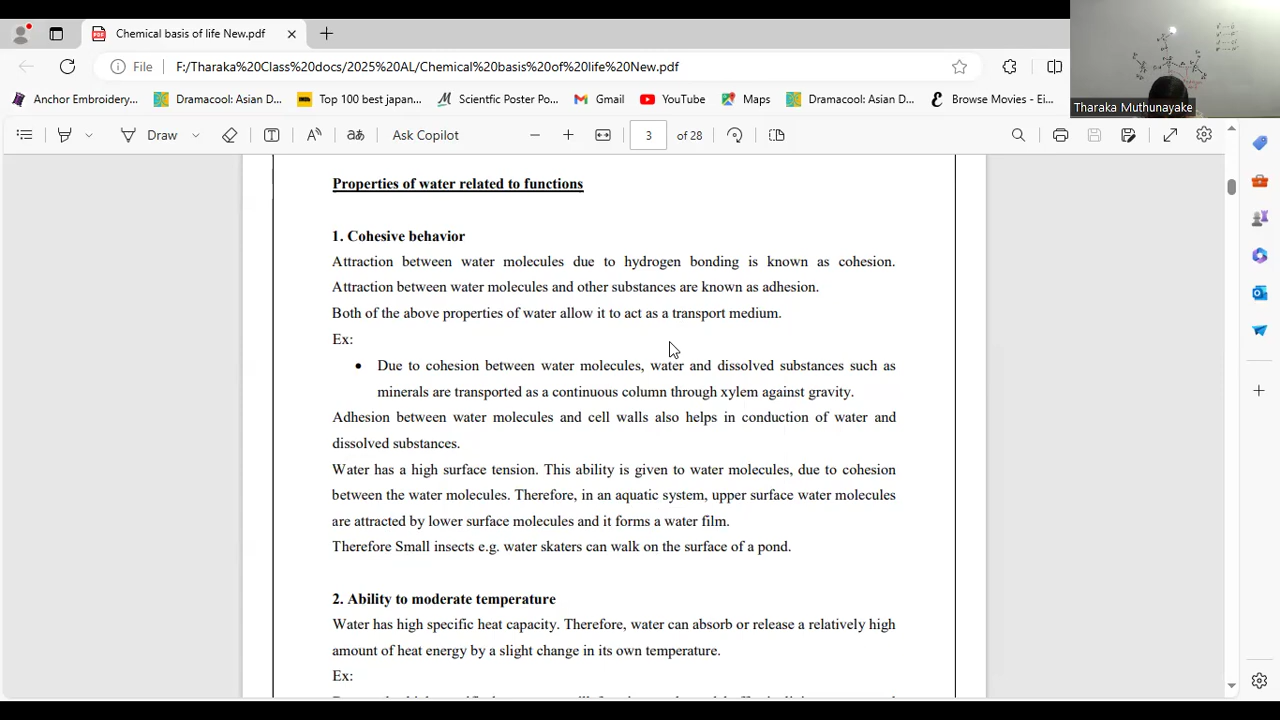 Chemical basis of life New.pdf
File
F:/Tharaka%20Class%20docs/2025%20AL/Chemical%20basis%20of%20life%20New.pdf
Anchor Embroidery...
Dramacool: Asian D...
Top 100 best japan...
Scientfic Poster Po...
Gmail
YouTube
Maps
Dramacool: Asian D...
Browse Movies - Ei...
Draw
Ask Copilot
3 of 28
Tharaka Muthunayake
Properties of water related to functions
1. Cohesive behavior
Attraction between water molecules due to hydrogen bonding is known as cohesion.
Attraction between water molecules and other substances are known as adhesion.
Both of the above properties of water allow it to act as a transport medium.
Ex:
• Due to cohesion between water molecules, water and dissolved substances such as
minerals are transported as a continuous column through xylem against gravity.
Adhesion between water molecules and cell walls also helps in conduction of water and
dissolved substances.
Water has a high surface tension. This ability is given to water molecules, due to cohesion
between the water molecules. Therefore, in an aquatic system, upper surface water molecules
are attracted by lower surface molecules and it forms a water film.
Therefore Small insects e.g. water skaters can walk on the surface of a pond.
2. Ability to moderate temperature
Water has high specific heat capacity. Therefore, water can absorb or release a relatively high
amount of heat energy by a slight change in its own temperature.
Ex: